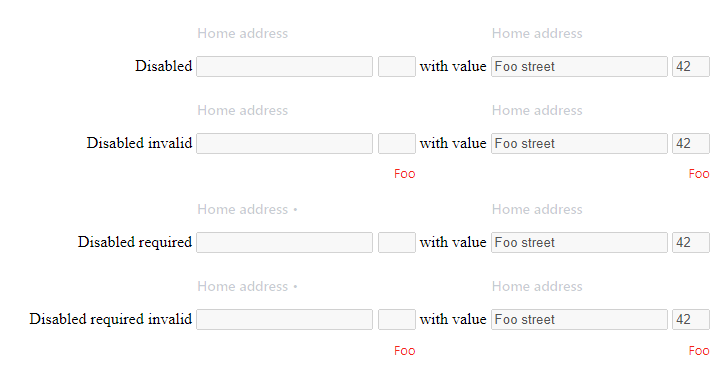 Home address Home address
Disabled with value Foo street 42
Home address Home address
Disabled invalid with value Foo street 42
Foo Foo
Home address • Home address
Disabled required with value Foo street 42
Home address • Home address
Disabled required invalid with value Foo street 42
Foo Foo